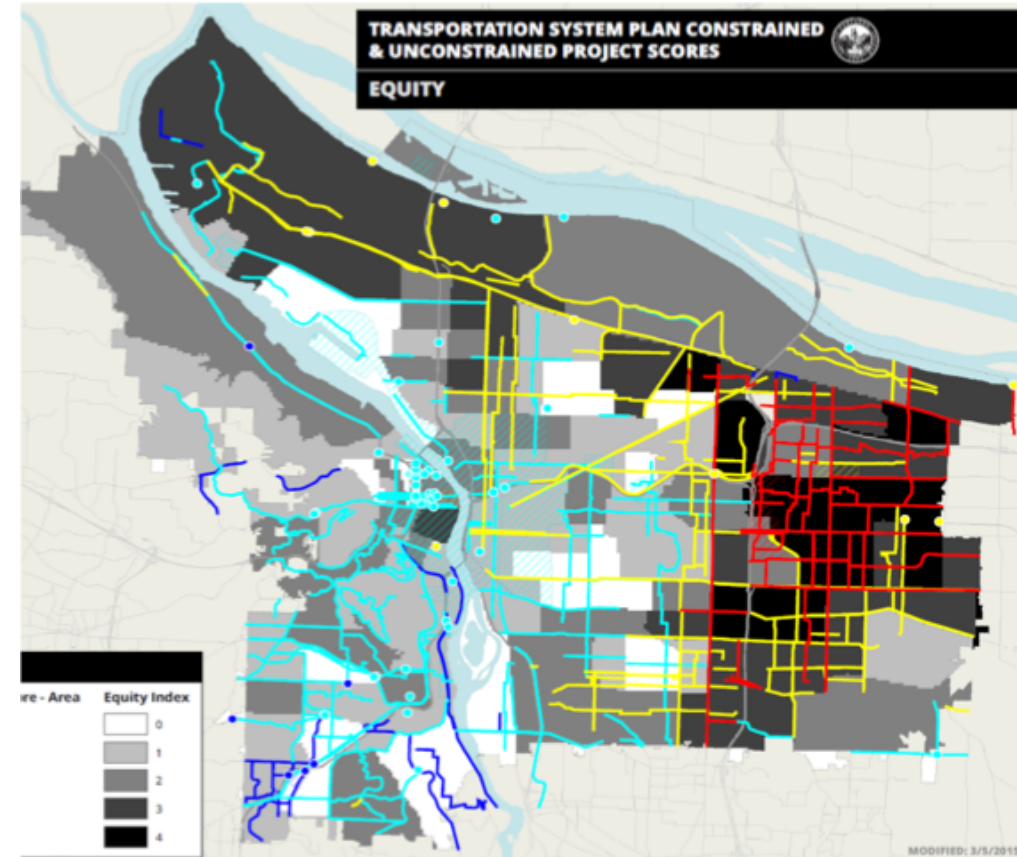 TRANSPORTATION SYSTEM PLAN CONSTRAINED
& UNCONSTRAINED PROJECT SCORES
EQUITY
re - Area
Equity Index
0
1
2
3
4
MODIFIED: 3/5/2015